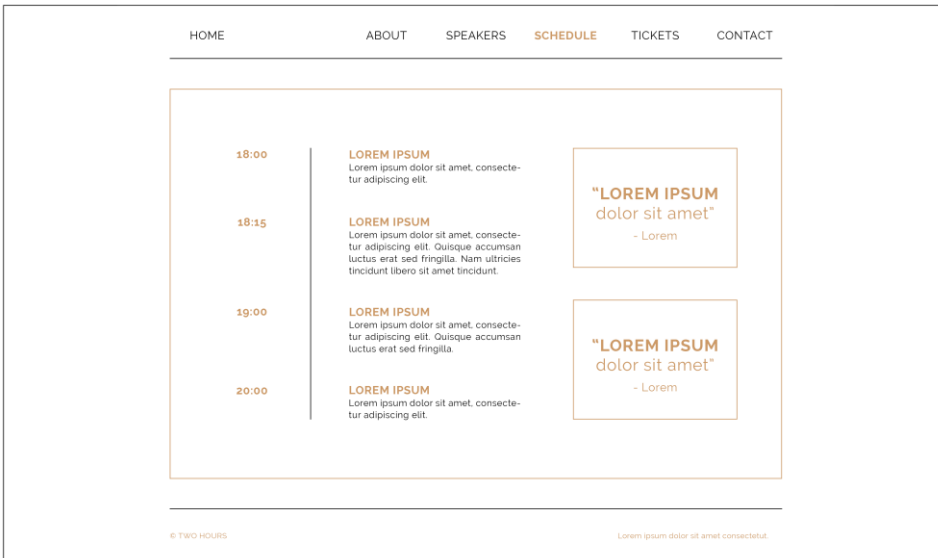 HOME ABOUT SPEAKERS SCHEDULE TICKETS CONTACT
18:00
LOREM IPSUM
Lorem ipsum dolor sit amet, consecte-
tur adipiscing elit.
18:15
LOREM IPSUM
Lorem ipsum dolor sit amet, consecte-
tur adipiscing elit. Quisque accumsan
luctus erat sed fringilla. Nam ultricies
tincidunt libero sit amet tincidunt.
19:00
LOREM IPSUM
Lorem ipsum dolor sit amet, consecte-
tur adipiscing elit. Quisque accumsan
luctus erat sed fringilla.
20:00
LOREM IPSUM
Lorem ipsum dolor sit amet, consecte-
tur adipiscing elit.
“LOREM IPSUM
dolor sit amet”
- Lorem
“LOREM IPSUM
dolor sit amet”
- Lorem
© TWO HOURS
Lorem ipsum dolor sit amet consectetut.